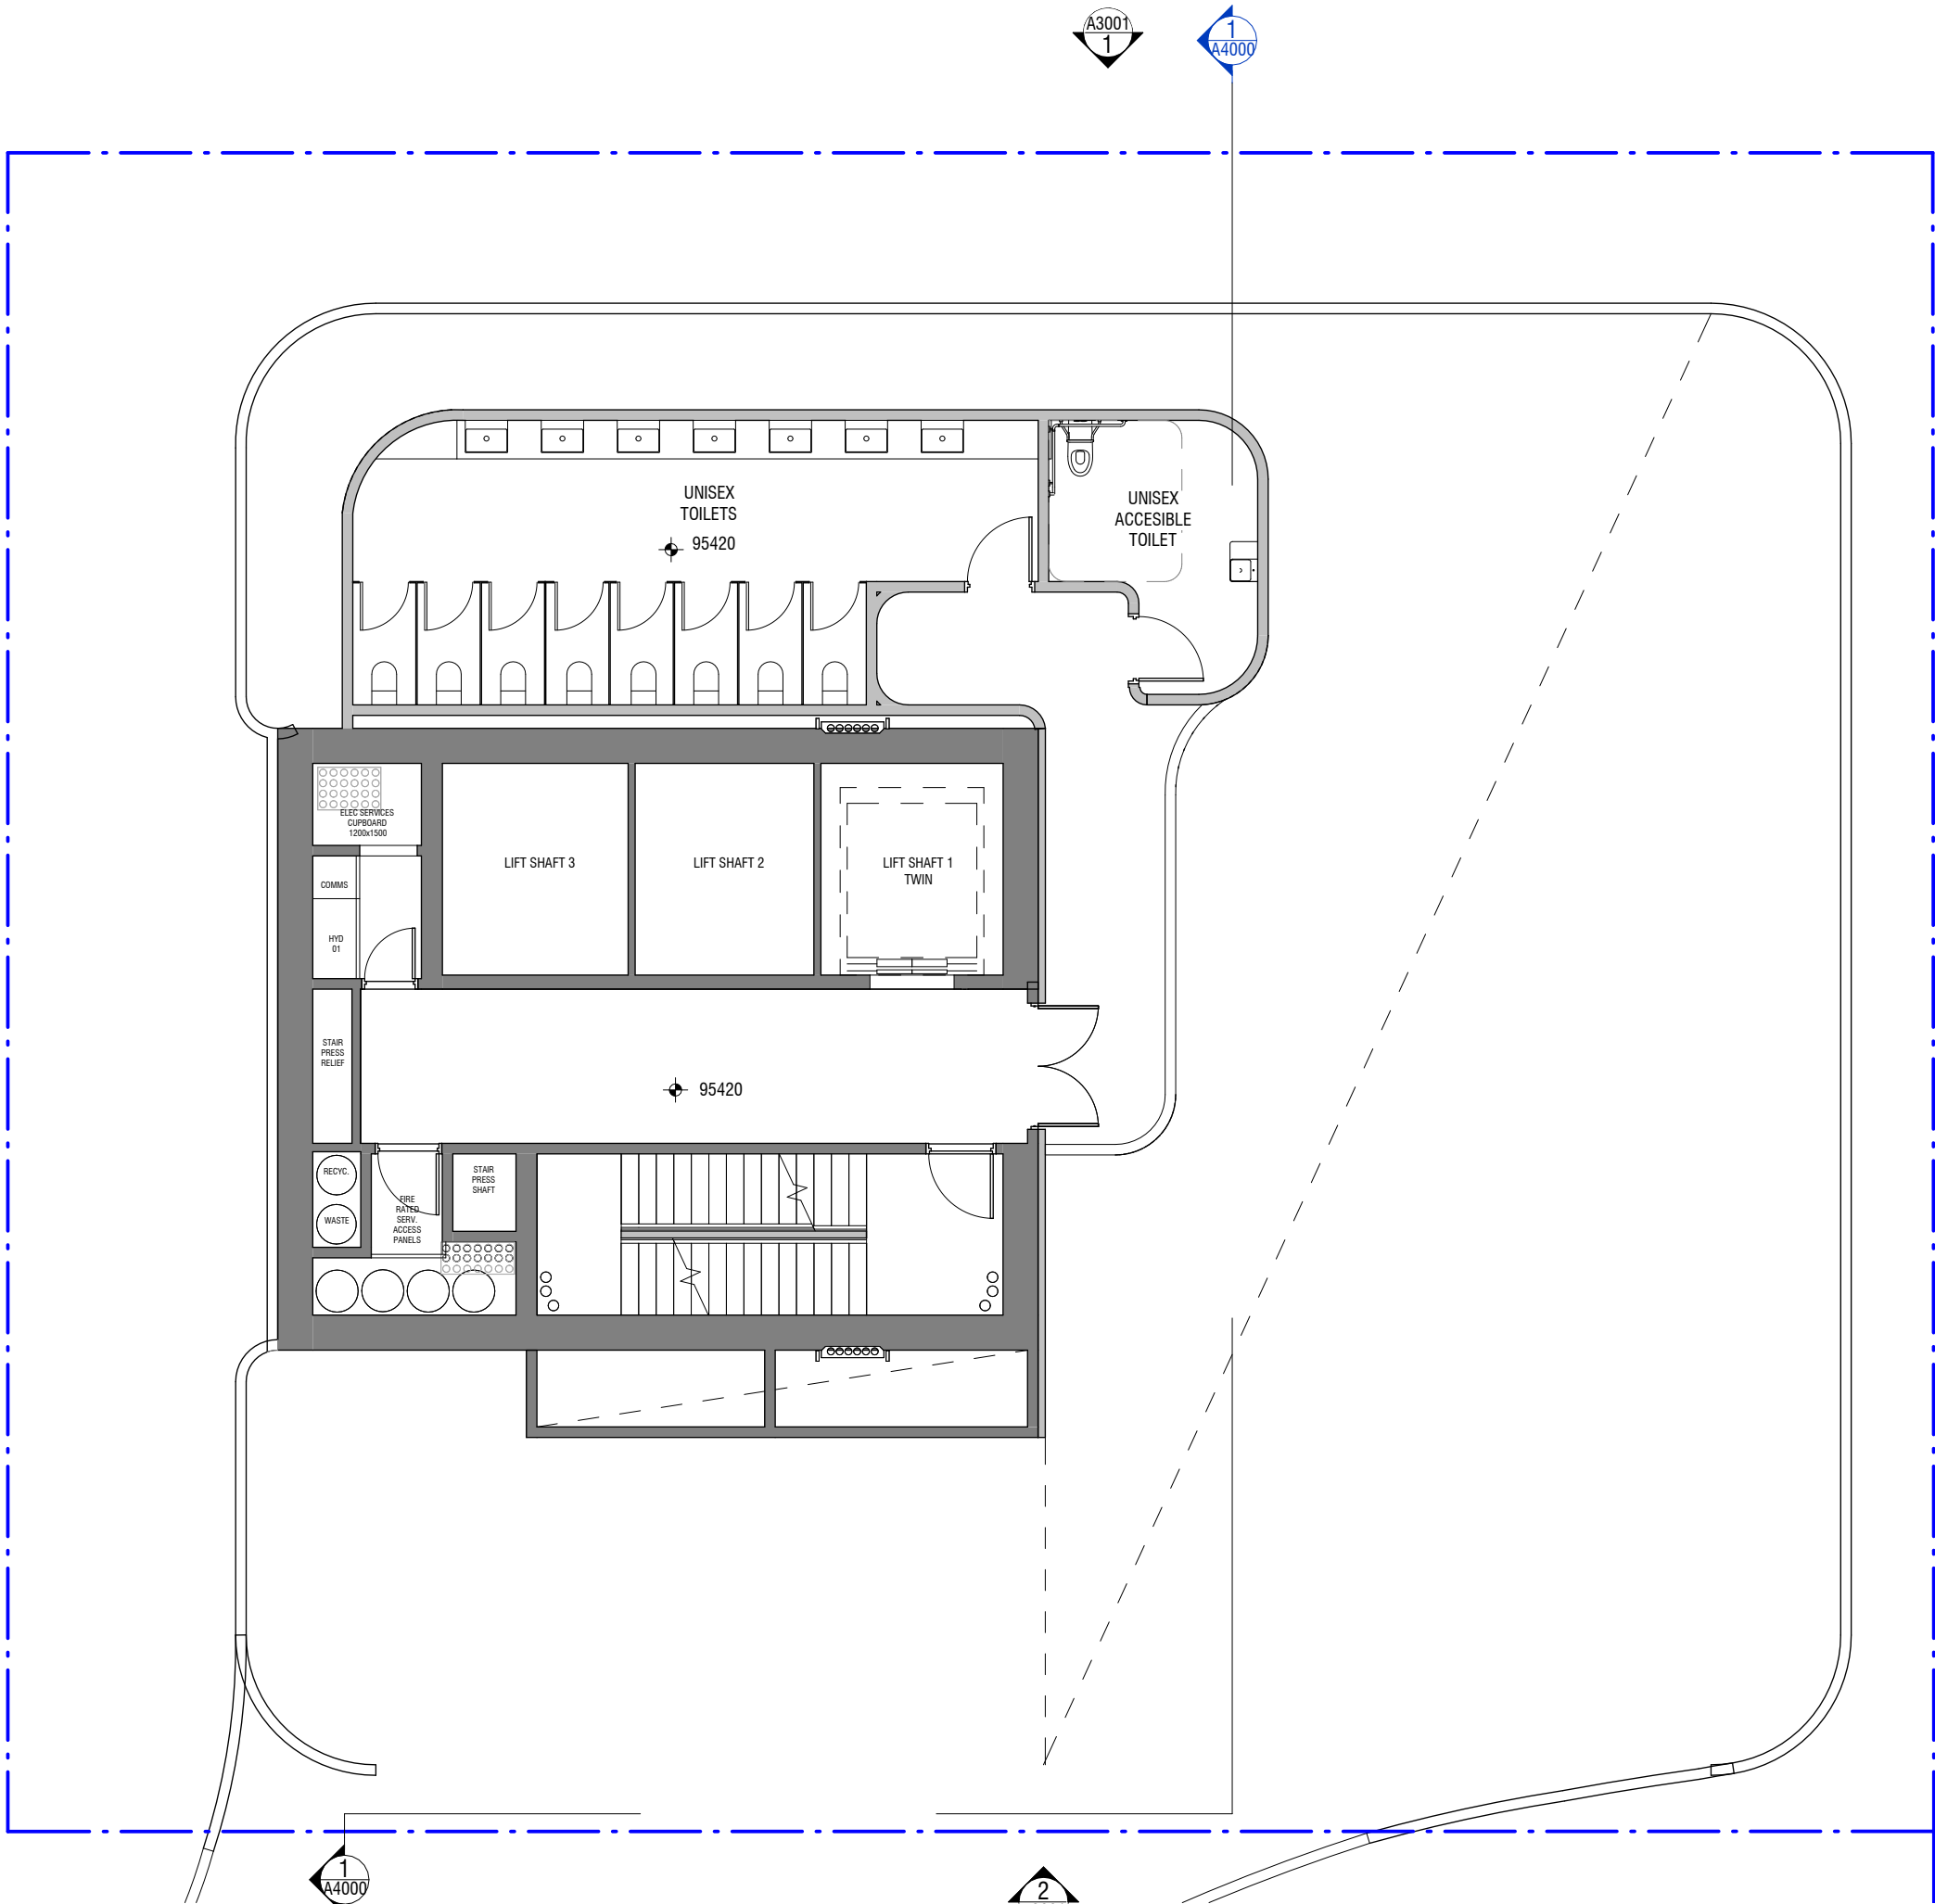 A3001
1
1
A4000
UNISEX
TOILETS
95420
UNISEX
ACCESIBLE
TOILET
ELEC SERVICES
CUPBOARD
1200x1500
COMMS
HYD
01
LIFT SHAFT 3
LIFT SHAFT 2
LIFT SHAFT 1
TWIN
STAIR
PRESS
RELIEF
95420
RECYC.
WASTE
FIRE
RATED
SERV.
ACCESS
PANELS
STAIR
PRESS
SHAFT
1
A4000
2